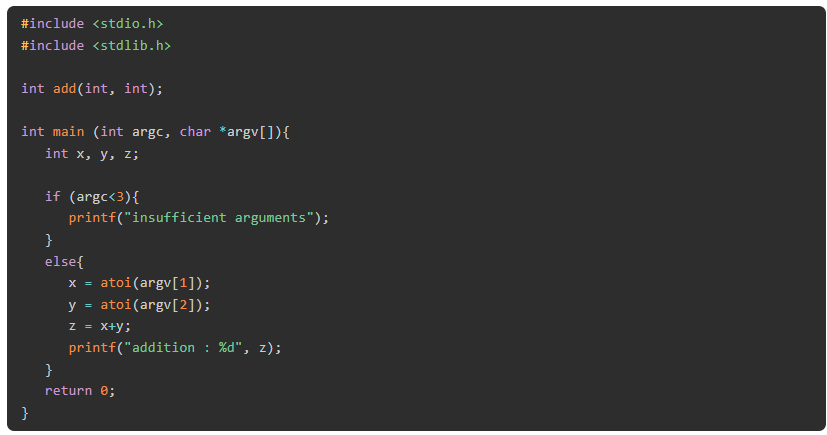 #include <stdio.h>
#include <stdlib.h>
int add(int, int);
int main (int argc, char *argv[]){
   int x, y, z;
   if (argc<3){
      printf("insufficient arguments");
   }
   else{
      x = atoi(argv[1]);
      y = atoi(argv[2]);
      z = x+y;
      printf("addition : %d", z);
   }
   return 0;
}